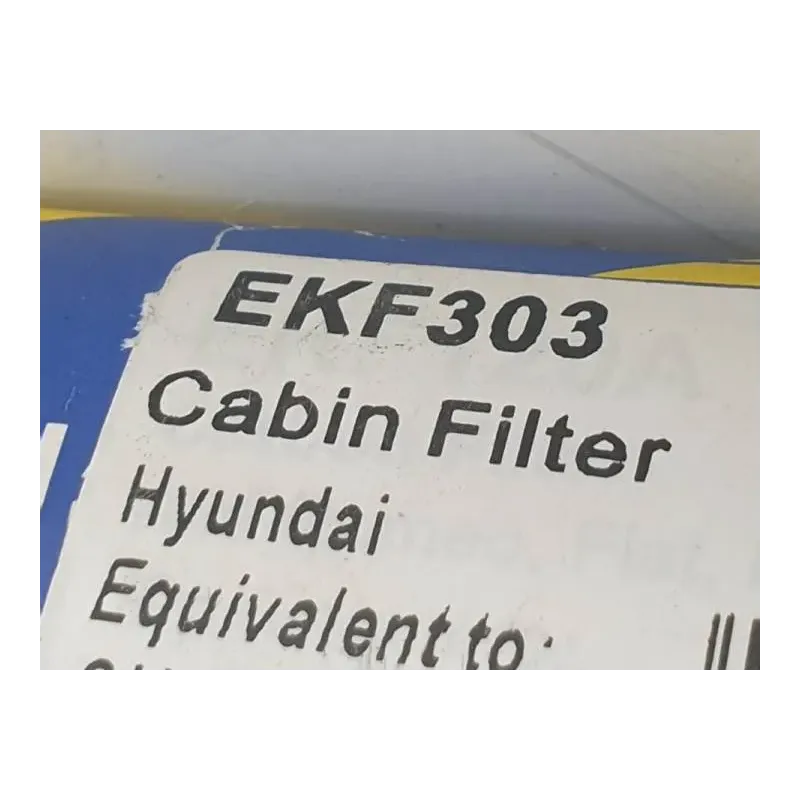 EKF303
Cabin Filter
Hyundai
Equivalent to: